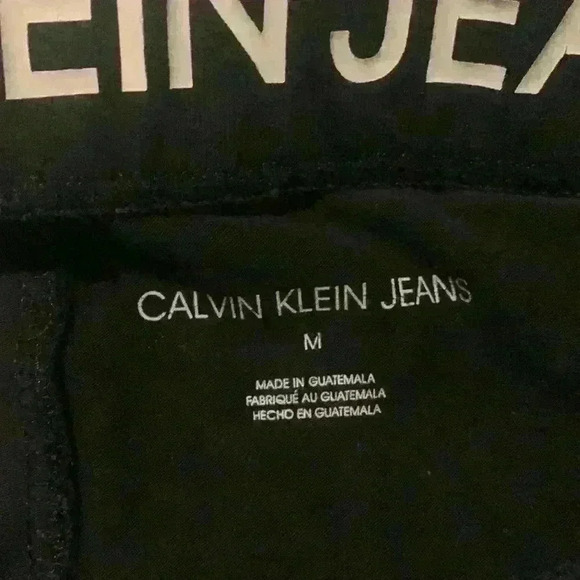 EIN JEA
CALVIN KLEIN JEANS
M
MADE IN GUATEMALA
FABRIQUÉ AU GUATEMALA
HECHO EN GUATEMALA